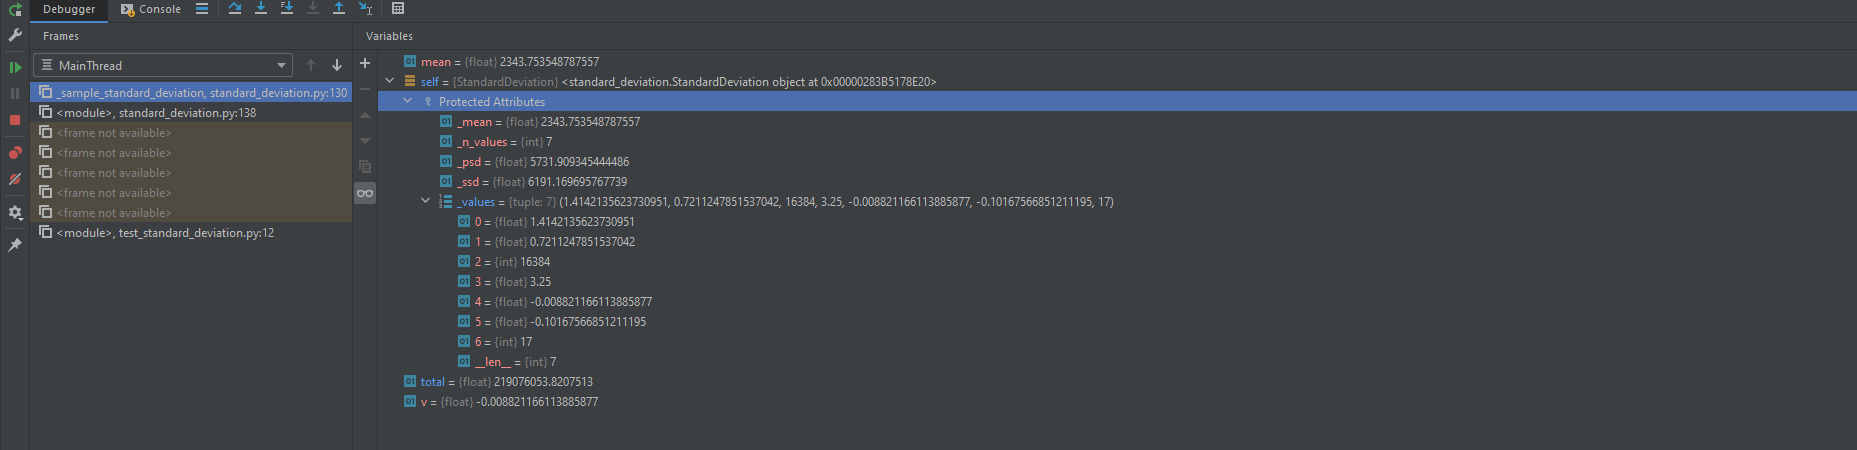 Debugger Console
Frames
Variables
MainThread
_sample_standard_deviation, standard_deviation.py:130
<module>, standard_deviation.py:138
<frame not available>
<frame not available>
<frame not available>
<frame not available>
<frame not available>
<module>, test_standard_deviation.py:12
mean = {float} 2343.753548787557
self = {StandardDeviation} <standard_deviation.StandardDeviation object at 0x00000283B5178E20>
Protected Attributes
_mean = {float} 2343.753548787557
_n_values = {int} 7
_psd = {float} 5731.909345444486
_ssd = {float} 6191.169695767739
_values = {tuple: 7} (1.4142135623730951, 0.7211247851537042, 16384, 3.25, -0.008821166113885877, -0.10167566851211195, 17)
0 = {float} 1.4142135623730951
1 = {float} 0.7211247851537042
2 = {int} 16384
3 = {float} 3.25
4 = {float} -0.008821166113885877
5 = {float} -0.10167566851211195
6 = {int} 17
__len__ = {int} 7
total = {float} 219076053.8207513
v = {float} -0.008821166113885877